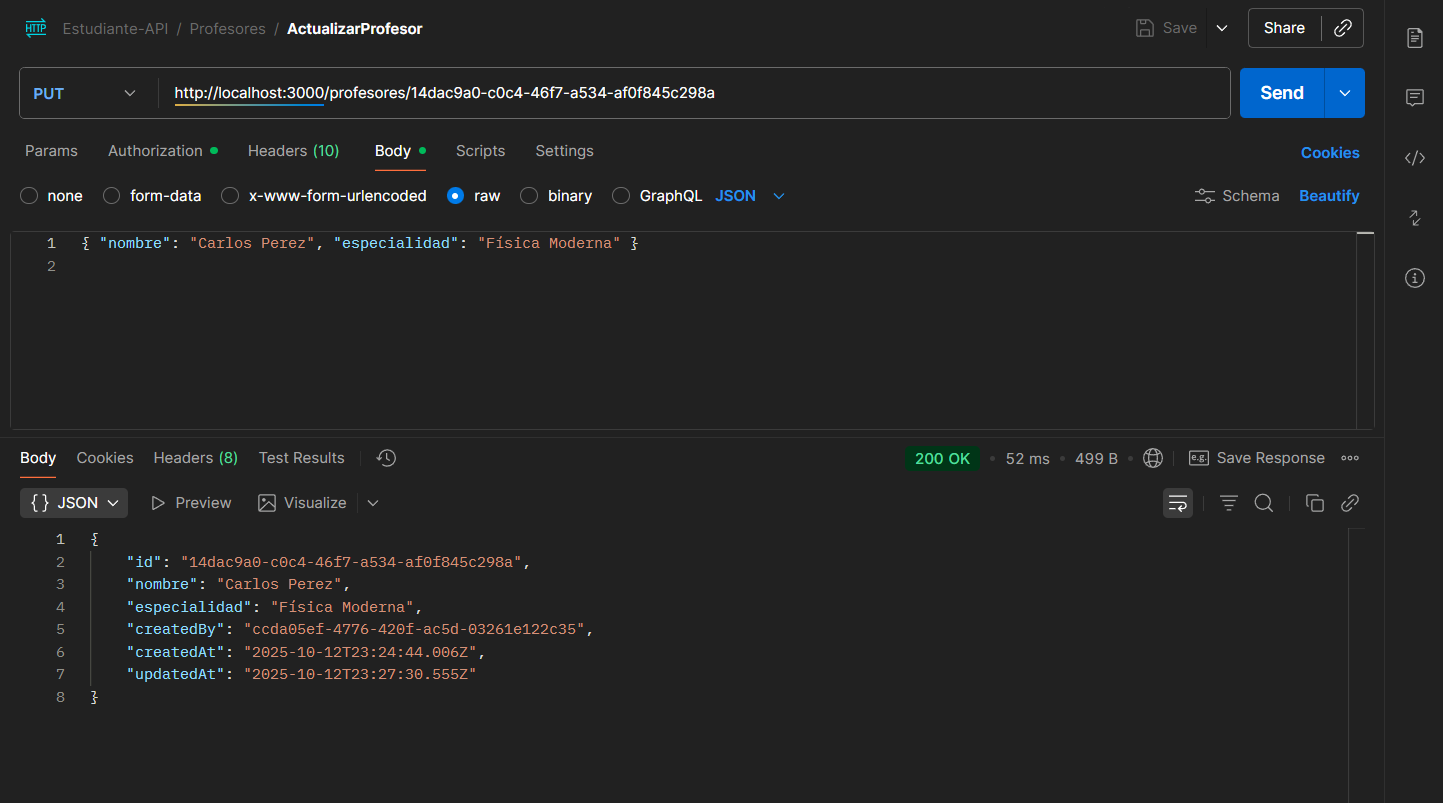 HTTP Estudiante-API / Profesores / ActualizarProfesor Save Share
PUT http://localhost:3000/profesores/14dac9a0-c0c4-46f7-a534-af0f845c298a Send
Params Authorization Headers (10) Body Scripts Settings Cookies
none form-data x-www-form-urlencoded raw binary GraphQL JSON Schema Beautify
1 { "nombre": "Carlos Perez", "especialidad": "Física Moderna" }
2
Body Cookies Headers (8) Test Results 200 OK • 52 ms • 499 B • e.g. Save Response
{} JSON Preview Visualize
1 {
2 "id": "14dac9a0-c0c4-46f7-a534-af0f845c298a",
3 "nombre": "Carlos Perez",
4 "especialidad": "Física Moderna",
5 "createdBy": "ccda05ef-4776-420f-ac5d-03261e122c35",
6 "createdAt": "2025-10-12T23:24:44.006Z",
7 "updatedAt": "2025-10-12T23:27:30.555Z"
8 }